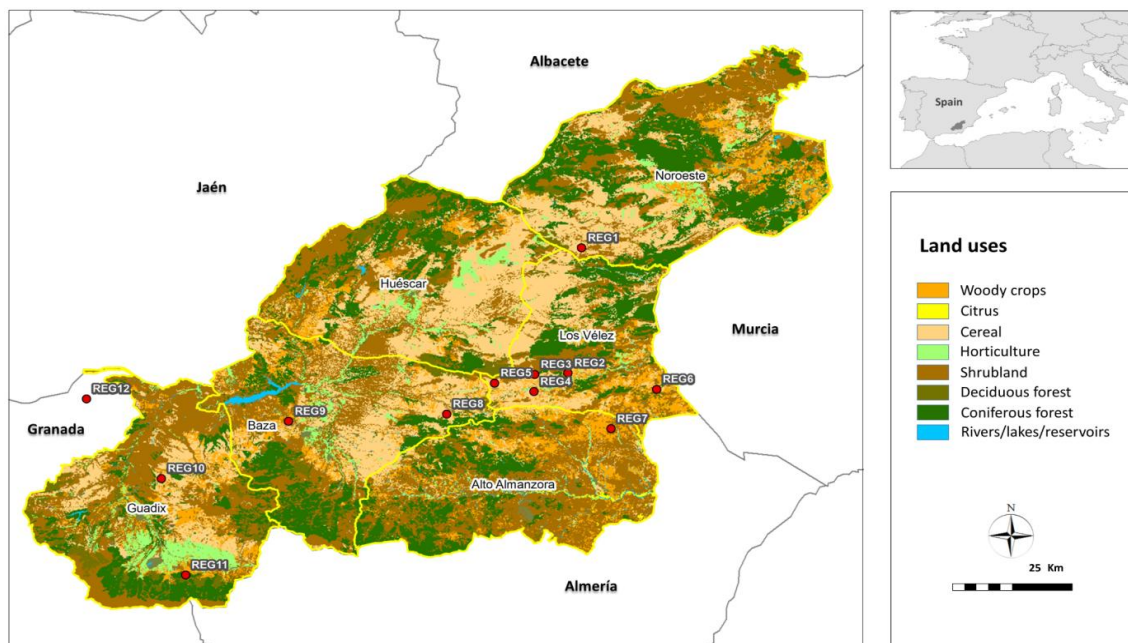 Albacete
Spain
Noroeste
Jaén
REG1
Huéscar
Land uses
Woody crops
Citrus
Cereal
Horticulture
Shrubland
Deciduous forest
Coniferous forest
Rivers/lakes/reservoirs
Los Vélez
Murcia
REG3
REG2
REG5
REG4
REG6
REG12
REG8
REG7
REG9
Granada
Baza
REG10
Alto Almanzora
Guadix
N
25 Km
REG11
Almería